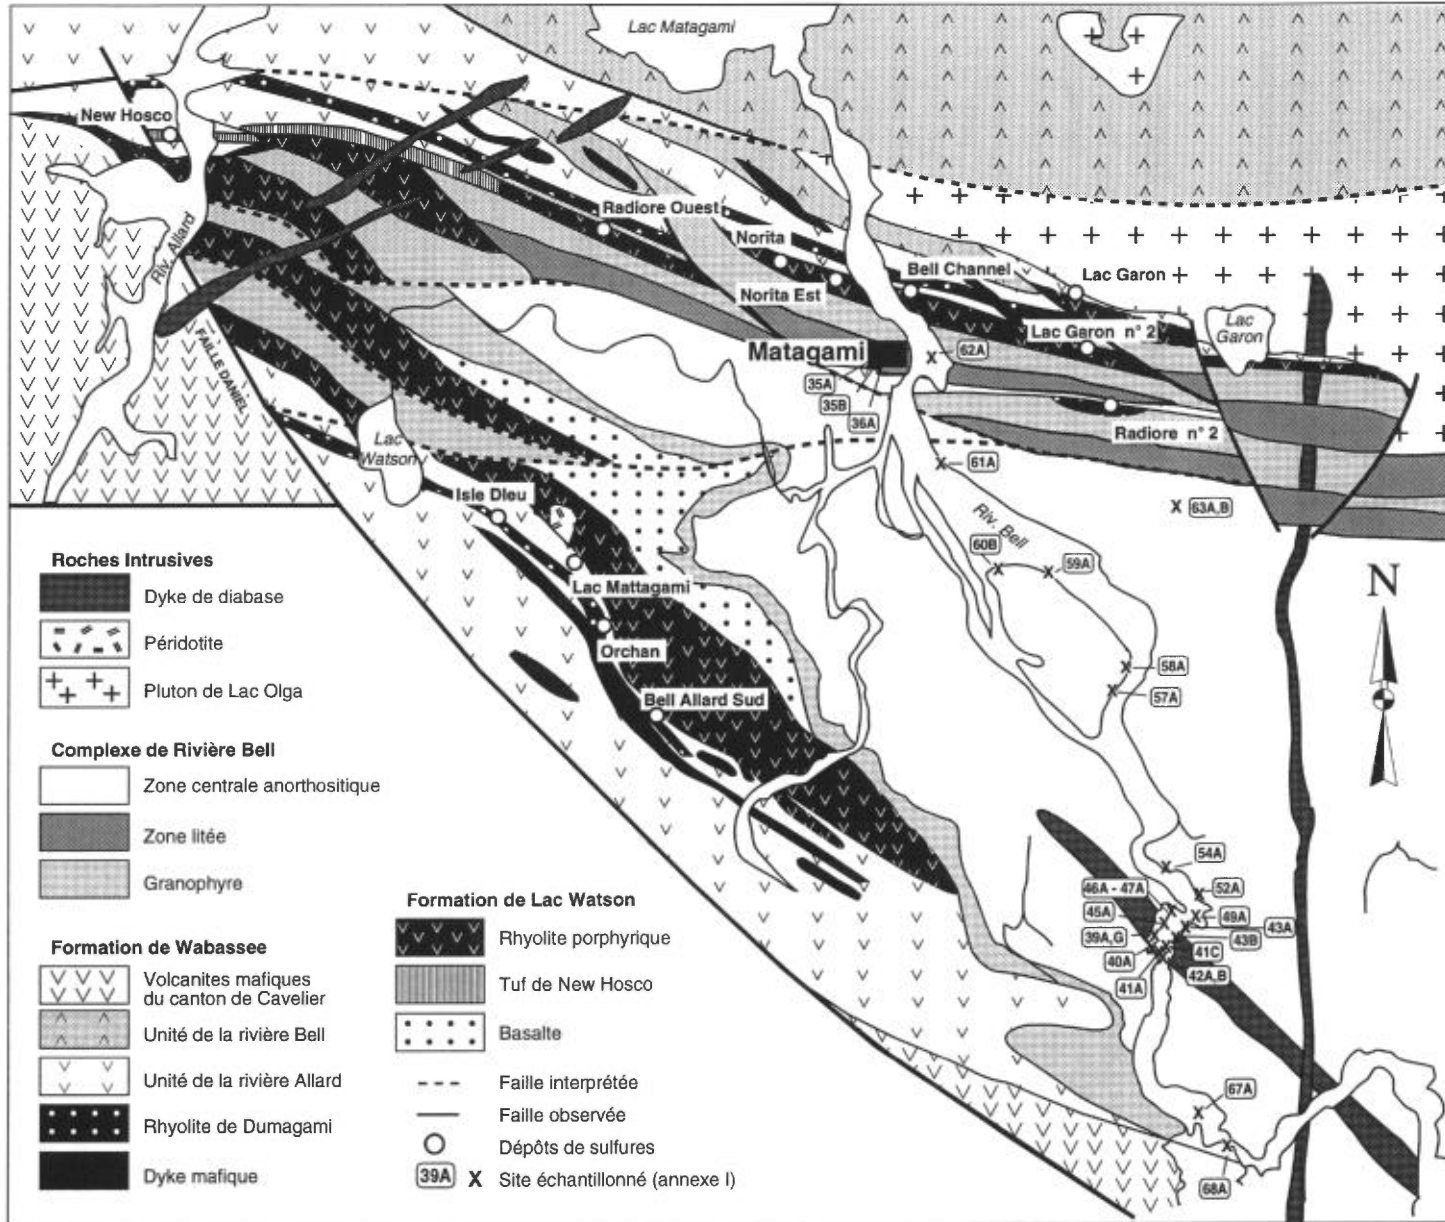 Lac Matagami
New Hosco
Riv. Allard
Radiore Ouest
Norita
Bell Channel
Lac Garon
Norita Est
Lac Garon n° 2
Lac
Garon
Matagami
62A
35A
35B
36A
FAILLE DANIEL
Radiore n° 2
Lac
Watson
61A
Isle Dleu
63A,B
Riv. Bell
60B
59A
N
Lac Mattagami
Orchan
58A
57A
Bell Allard Sud
54A
46A - 47A
52A
45A
49A
43A
39A,G
43B
40A
41C
41A
42A,B
67A
68A
Roches Intrusives
Dyke de diabase
Péridotite
Pluton de Lac Olga
Complexe de Rivière Bell
Zone centrale anorthositique
Zone litée
Granophyre
Formation de Wabassee
Volcanites mafiques
du canton de Cavelier
Unité de la rivière Bell
Unité de la rivière Allard
Rhyolite de Dumagami
Dyke mafique
Formation de Lac Watson
Rhyolite porphyrique
Tuf de New Hosco
Basalte
Faille interprétée
Faille observée
Dépôts de sulfures
39A X Site échantillonné (annexe I)